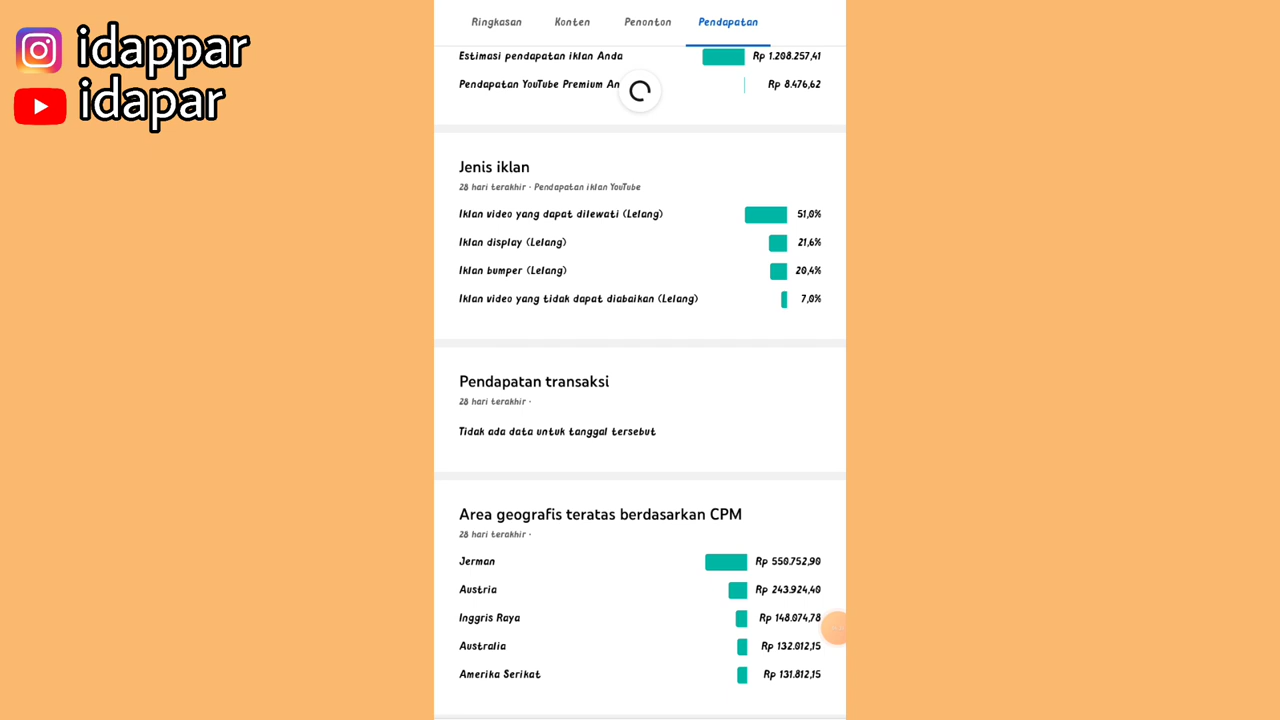 idappar
idapar
Ringkasan Konten Penonton Pendapatan
Estimasi pendapatan iklan Anda Rp 1.208.257,41
Pendapatan YouTube Premium An Rp 8.476,62
Jenis iklan
28 hari terakhir · Pendapatan iklan YouTube
Iklan video yang dapat dilewati (Lelang) 51,0%
Iklan display (Lelang) 21,6%
Iklan bumper (Lelang) 20,4%
Iklan video yang tidak dapat diabaikan (Lelang) 7,0%
Pendapatan transaksi
28 hari terakhir ·
Tidak ada data untuk tanggal tersebut
Area geografis teratas berdasarkan CPM
28 hari terakhir ·
Jerman Rp 550.752,90
Austria Rp 243.924,40
Inggris Raya Rp 148.074,78
Australia Rp 132.012,15
Amerika Serikat Rp 131.812,15